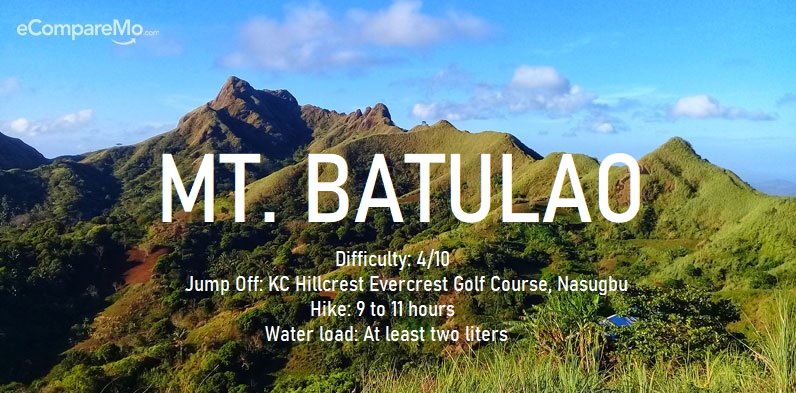 eCompareMo.com
MT. BATULAO
Difficulty: 4/10
Jump Off: KC Hillcrest Evercrest Golf Course, Nasugbu
Hike: 9 to 11 hours
Water load: At least two liters